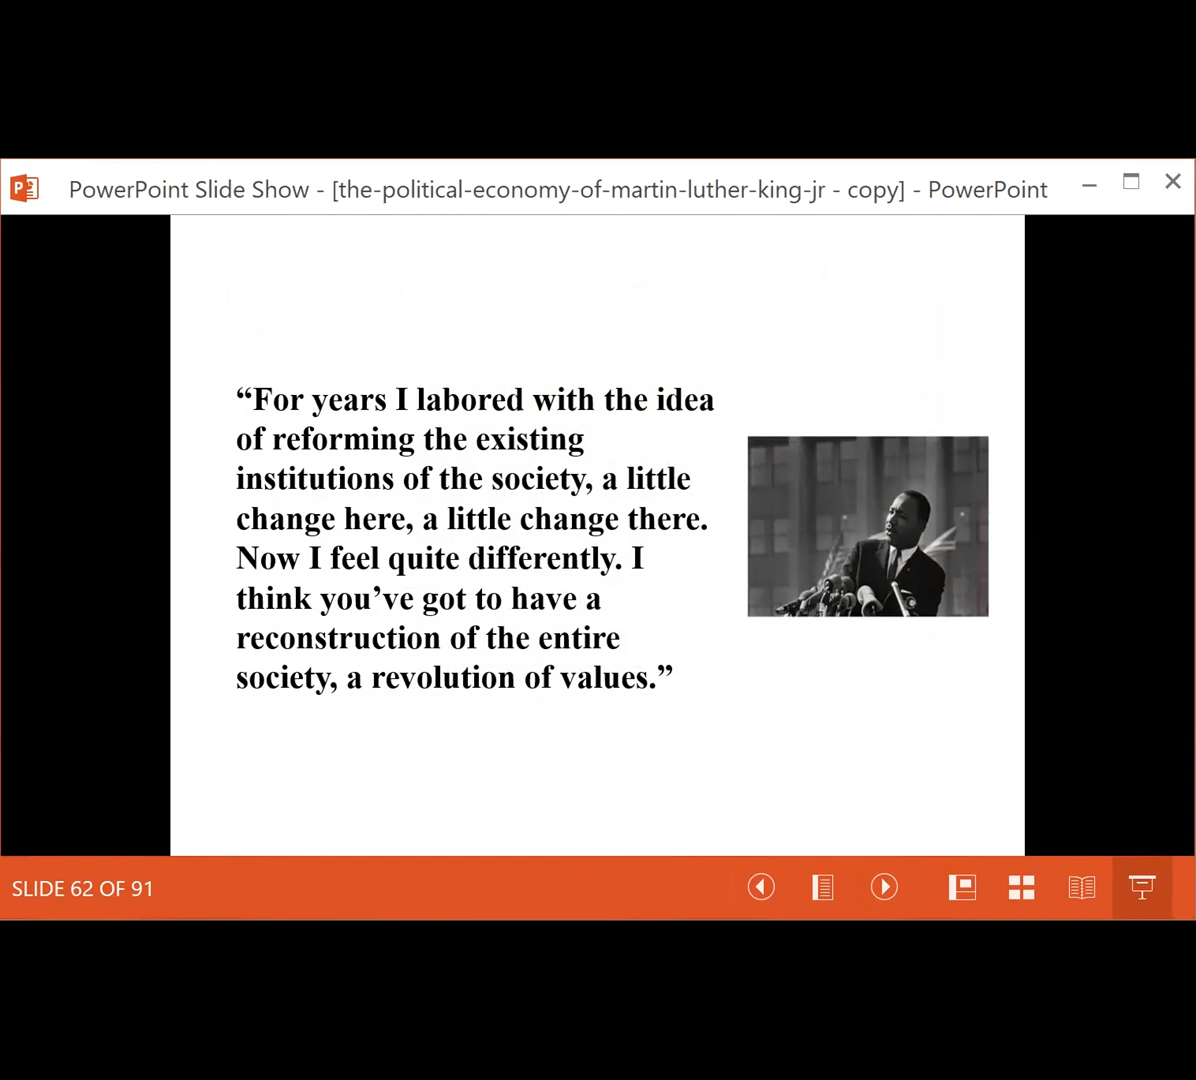 PowerPoint Slide Show - [the-political-economy-of-martin-luther-king-jr - copy] - PowerPoint
“For years I labored with the idea
of reforming the existing
institutions of the society, a little
change here, a little change there.
Now I feel quite differently. I
think you’ve got to have a
reconstruction of the entire
society, a revolution of values.”
SLIDE 62 OF 91